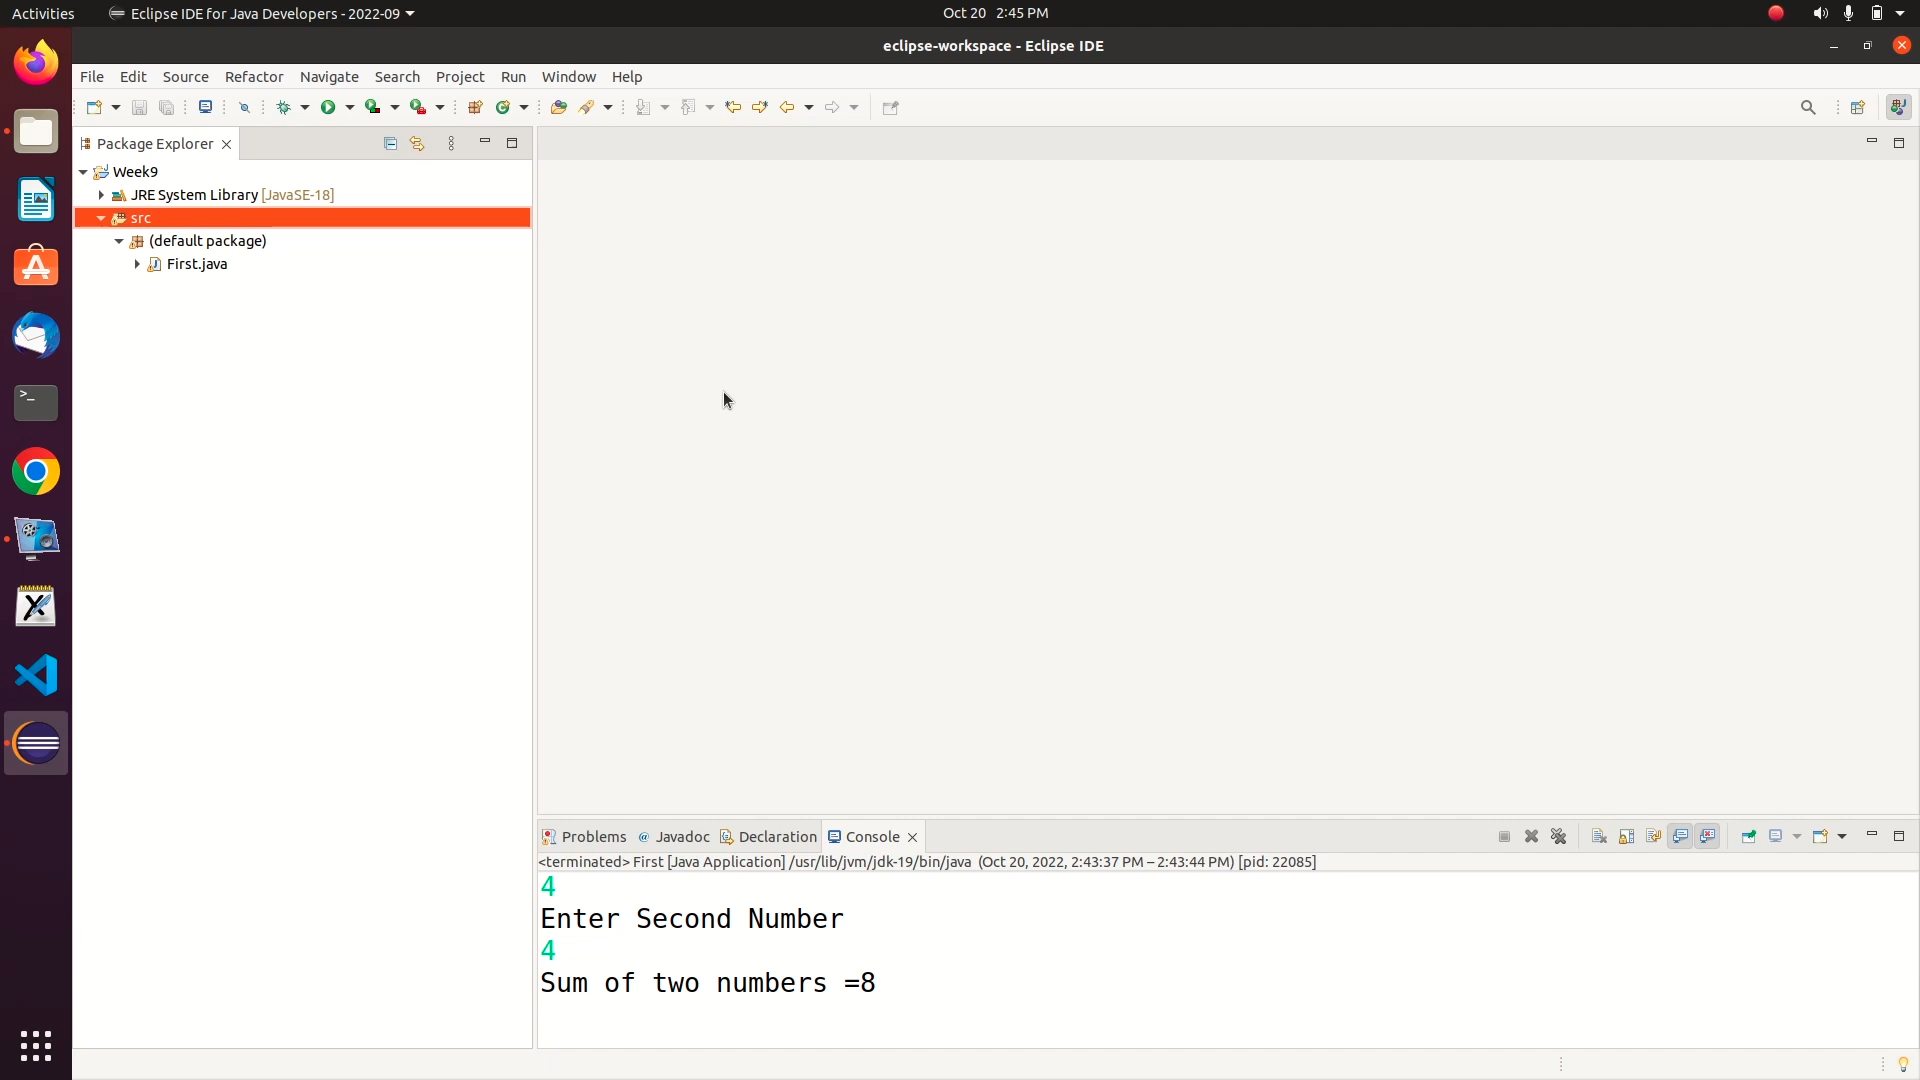 Activities
Eclipse IDE for Java Developers - 2022-09
Oct 20 2:45 PM
eclipse-workspace - Eclipse IDE
File Edit Source Refactor Navigate Search Project Run Window Help
Package Explorer
Week9
JRE System Library [JavaSE-18]
src
(default package)
First.java
Problems @ Javadoc Declaration Console
<terminated> First [Java Application] /usr/lib/jvm/jdk-19/bin/java (Oct 20, 2022, 2:43:37 PM – 2:43:44 PM) [pid: 22085]
4
Enter Second Number
4
Sum of two numbers =8